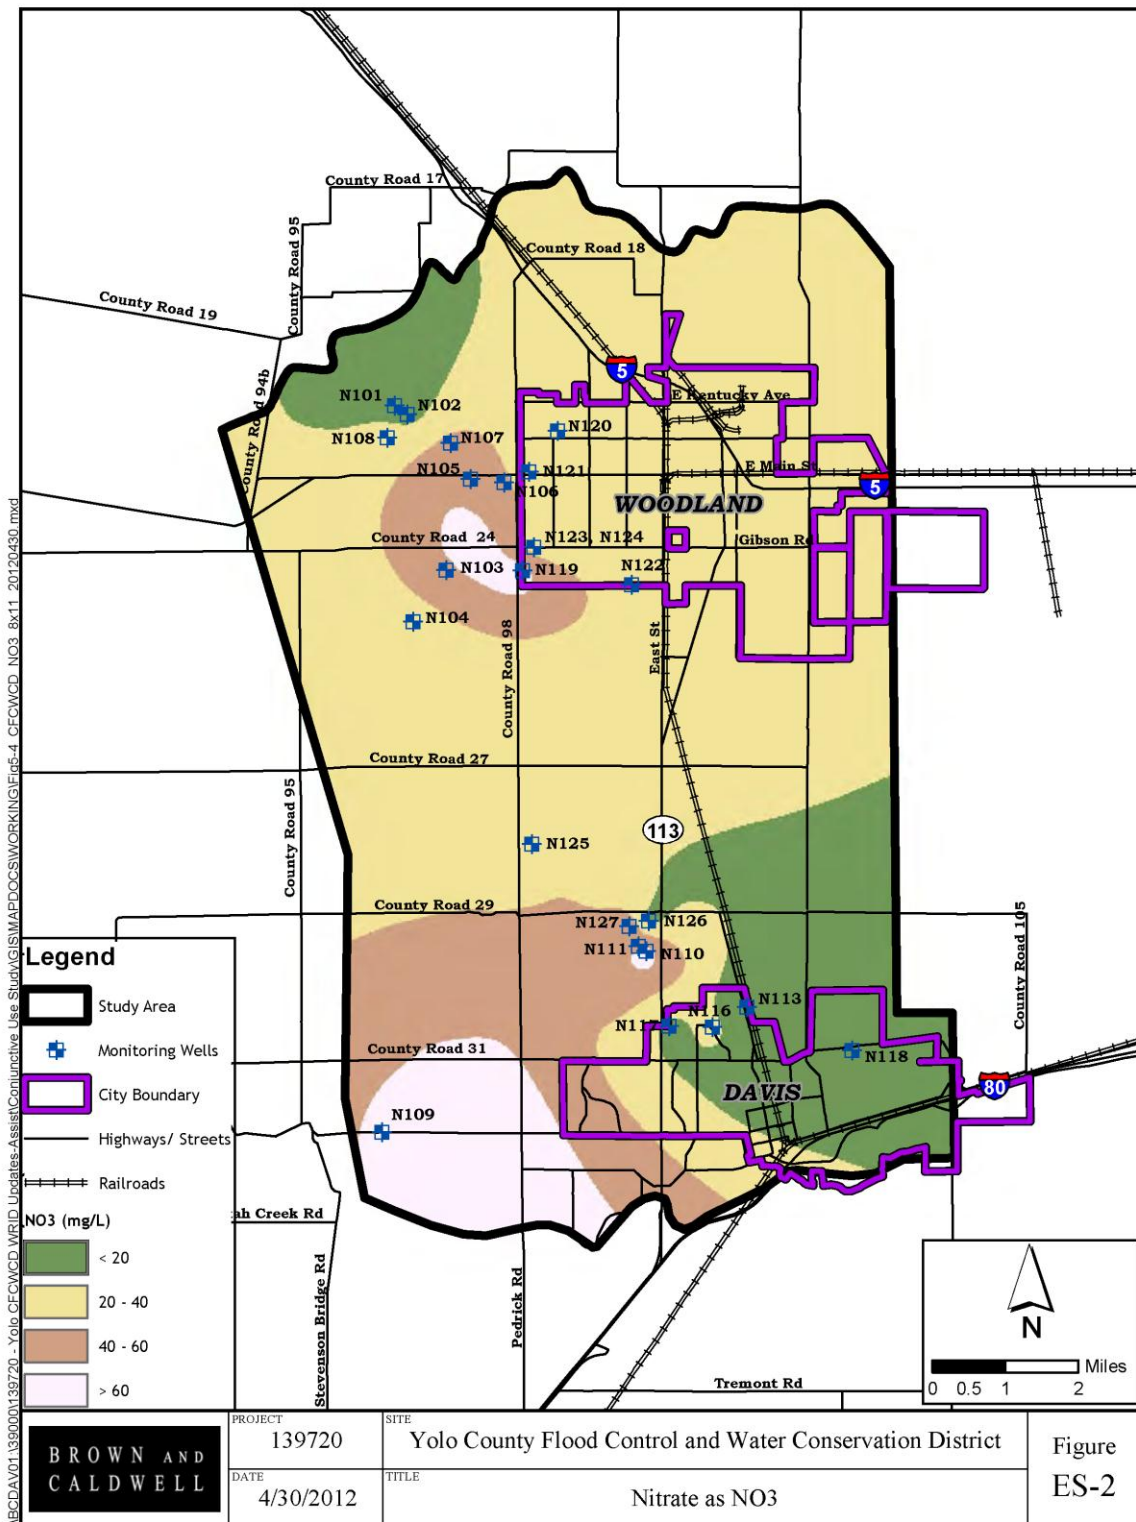 County Road 17
County Road 95
County Road 18
County Road 19
5
E Kentucky Ave
County Road 94b
N101
N102
N120
N108
N107
N105
N121
E Main St
N106
5
WOODLAND
County Road 24
N123, N124
Gibson Rd
N103
N119
N122
N104
East St
County Road 98
County Road 27
County Road 95
113
N125
County Road 29
N127
N126
N111
N110
County Road 105
N113
N117
N116
County Road 31
N118
DAVIS
80
N109
ah Creek Rd
Stevenson Bridge Rd
Pedrick Rd
Tremont Rd
Legend
Study Area
Monitoring Wells
City Boundary
Highways/ Streets
Railroads
NO3 (mg/L)
< 20
20 - 40
40 - 60
> 60
N
Miles
0 0.5 1 2
BROWN AND
CALDWELL
PROJECT
139720
DATE
4/30/2012
SITE
Yolo County Flood Control and Water Conservation District
TITLE
Nitrate as NO3
Figure
ES-2